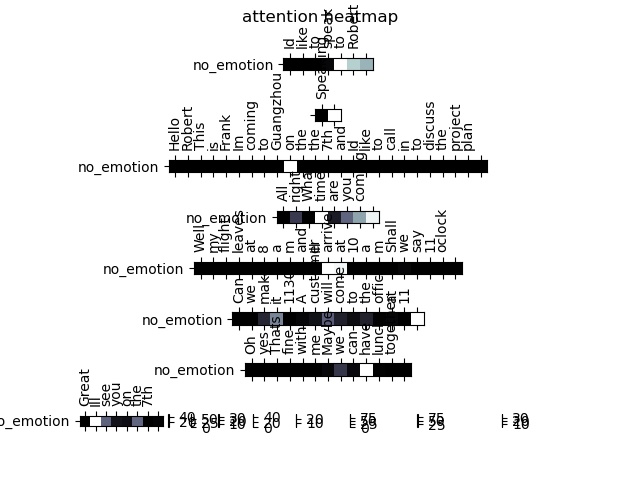 attention heatmap
Id like to speak to Robert
no_emotion
Speaking
Hello Robert This is Frank Im coming to Guangzhou on the the 7th and Id like to call in to discuss the project plan
no_emotion
All right What time are you coming
no_emotion
Well my flight leaves at 8 a m and arrive at 10 a m Shall we say 11 oclock
no_emotion
Can we make it 1130 A customer will come to the office at 11
no_emotion
Oh yes Thats fine with me Maybe we can have lunch together
no_emotion
Great Ill see you on the 7th
no_emotion